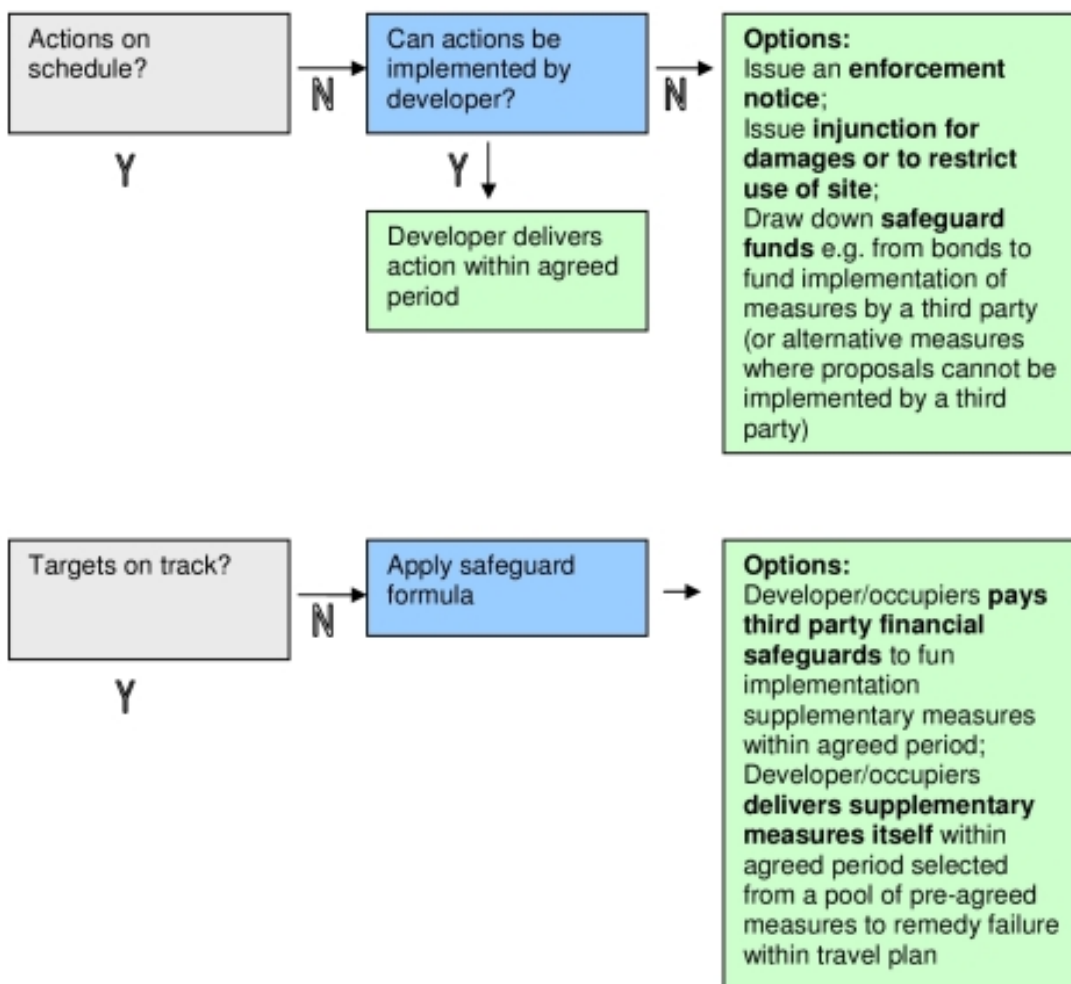 Actions on
schedule?
N
Y
Can actions be
implemented by
developer?
N
Y
Developer delivers
action within agreed
period
Options:
Issue an enforcement
notice;
Issue injunction for
damages or to restrict
use of site;
Draw down safeguard
funds e.g. from bonds to
fund implementation of
measures by a third party
(or alternative measures
where proposals cannot be
implemented by a third
party)
Targets on track?
N
Y
Apply safeguard
formula
Options:
Developer/occupiers pays
third party financial
safeguards to fun
implementation
supplementary measures
within agreed period;
Developer/occupiers
delivers supplementary
measures itself within
agreed period selected
from a pool of pre-agreed
measures to remedy failure
within travel plan